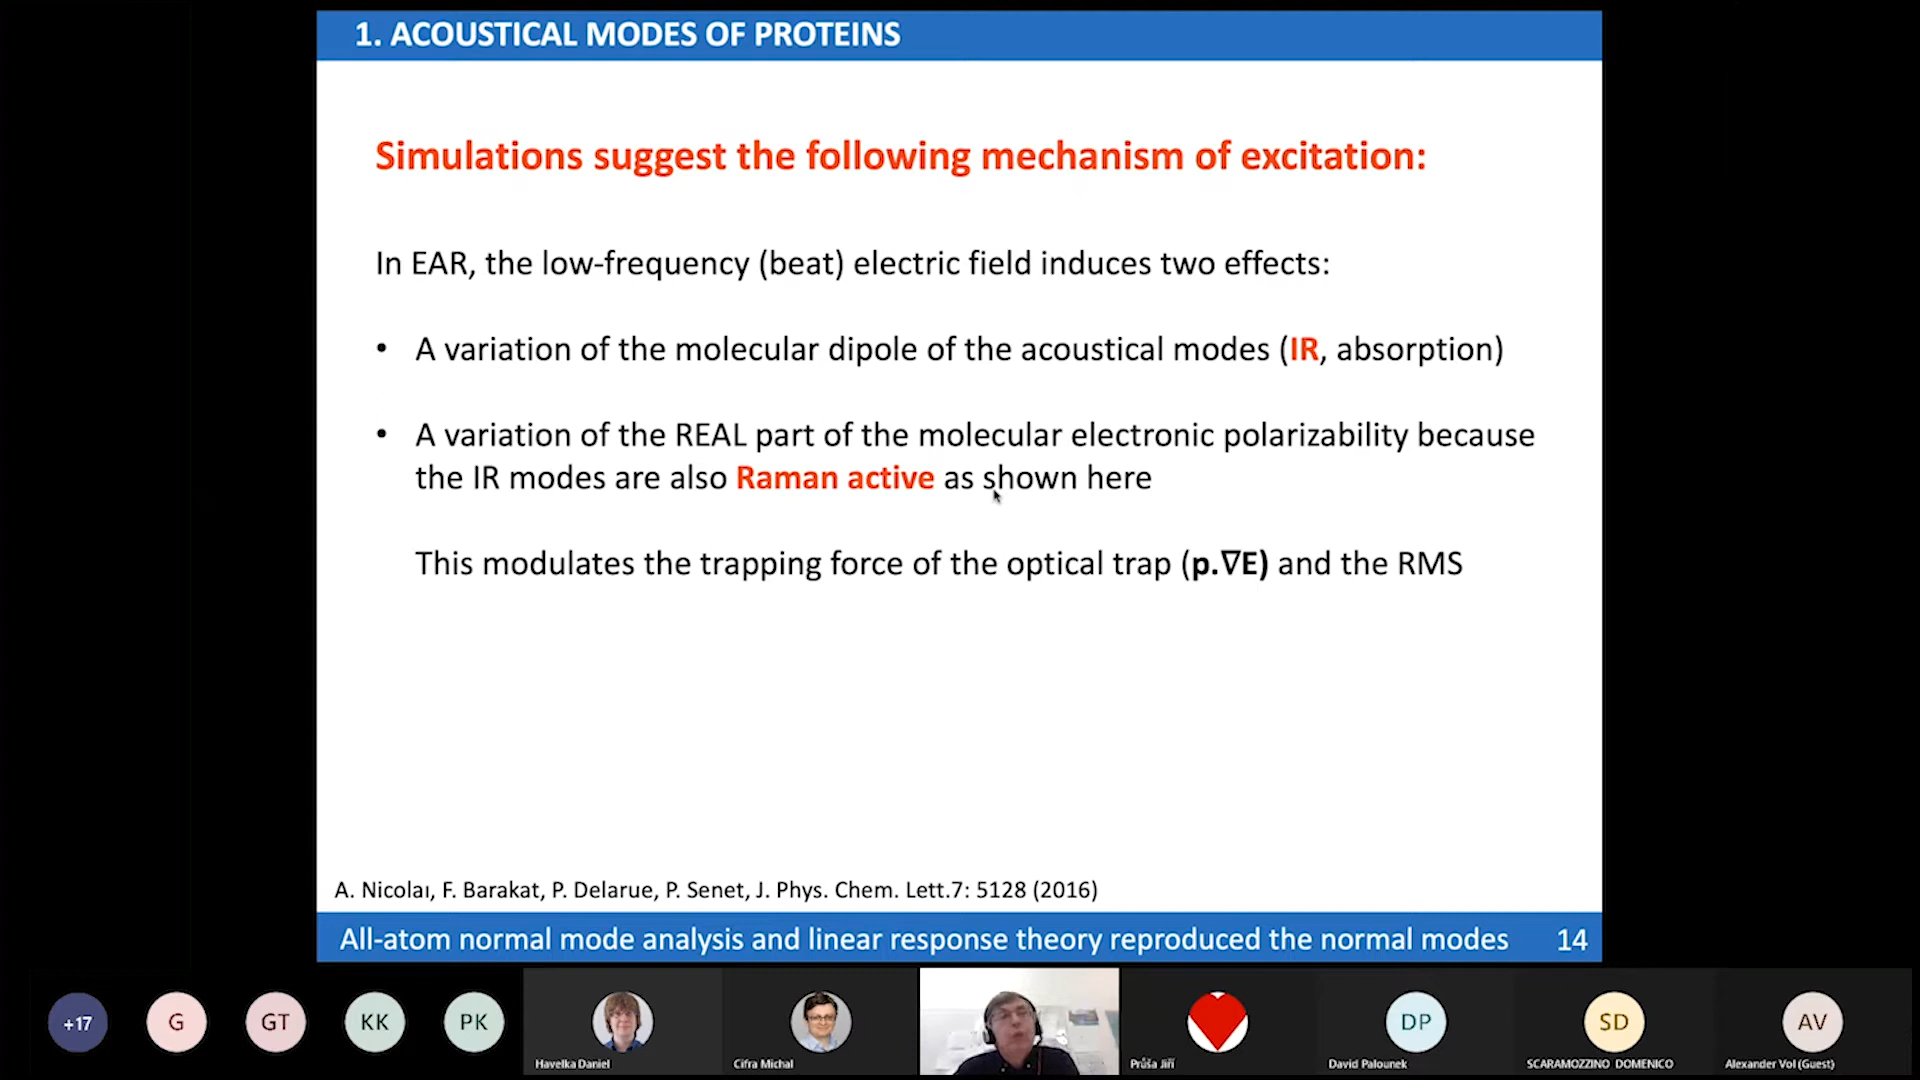 1. ACOUSTICAL MODES OF PROTEINS
Simulations suggest the following mechanism of excitation:
In EAR, the low-frequency (beat) electric field induces two effects:
• A variation of the molecular dipole of the acoustical modes (IR, absorption)
• A variation of the REAL part of the molecular electronic polarizability because
the IR modes are also Raman active as shown here
This modulates the trapping force of the optical trap (p.∇E) and the RMS
A. Nicolaı, F. Barakat, P. Delarue, P. Senet, J. Phys. Chem. Lett.7: 5128 (2016)
All-atom normal mode analysis and linear response theory reproduced the normal modes 14
+17 G GT KK PK DP SD AV
Havelka Daniel Cifra Michal Průša Jiří David Palounek SCARAMOZZINO DOMENICO Alexander Vol (Guest)